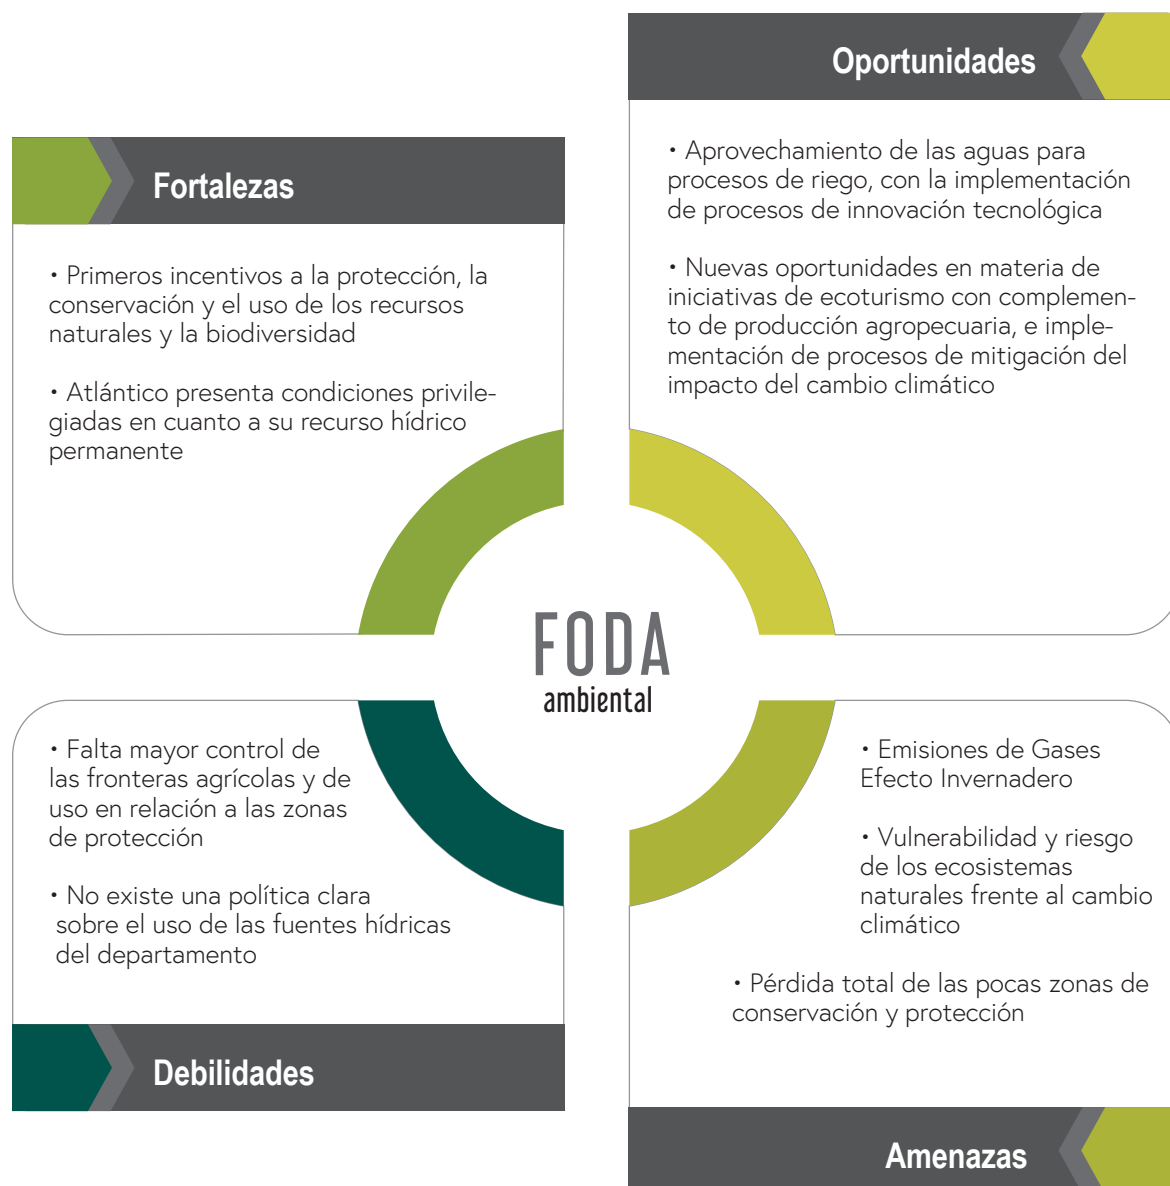 Fortalezas
• Primeros incentivos a la protección, la
conservación y el uso de los recursos
naturales y la biodiversidad
• Atlántico presenta condiciones privile-
giadas en cuanto a su recurso hídrico
permanente
Oportunidades
• Aprovechamiento de las aguas para
procesos de riego, con la implementación
de procesos de innovación tecnológica
• Nuevas oportunidades en materia de
iniciativas de ecoturismo con complemen-
to de producción agropecuaria, e imple-
mentación de procesos de mitigación del
impacto del cambio climático
FODA
ambiental
• Falta mayor control de
las fronteras agrícolas y de
uso en relación a las zonas
de protección
• No existe una política clara
sobre el uso de las fuentes hídricas
del departamento
Debilidades
• Emisiones de Gases
Efecto Invernadero
• Vulnerabilidad y riesgo
de los ecosistemas
naturales frente al cambio
climático
• Pérdida total de las pocas zonas de
conservación y protección
Amenazas